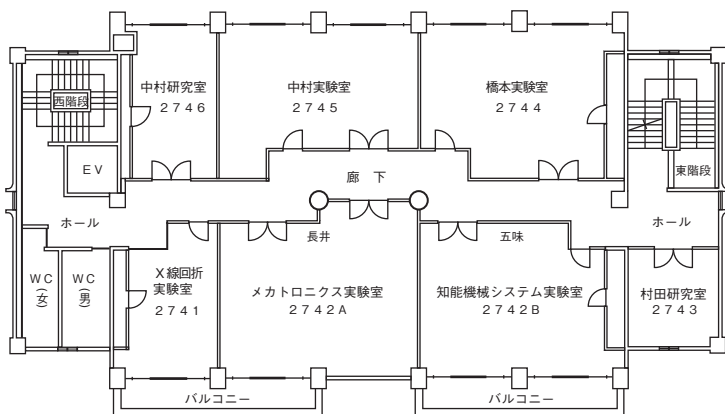 中村研究室
２７４６
中村実験室
２７４５
橋本実験室
２７４４
西階段
ＥＶ
東階段
廊　下
ホール
ホール
長井
五味
ＷＣ
(女)
ＷＣ
(男)
Ｘ線回折
実験室
２７４１
メカトロニクス実験室
２７４２Ａ
知能機械システム実験室
２７４２Ｂ
村田研究室
２７４３
バルコニー
バルコニー